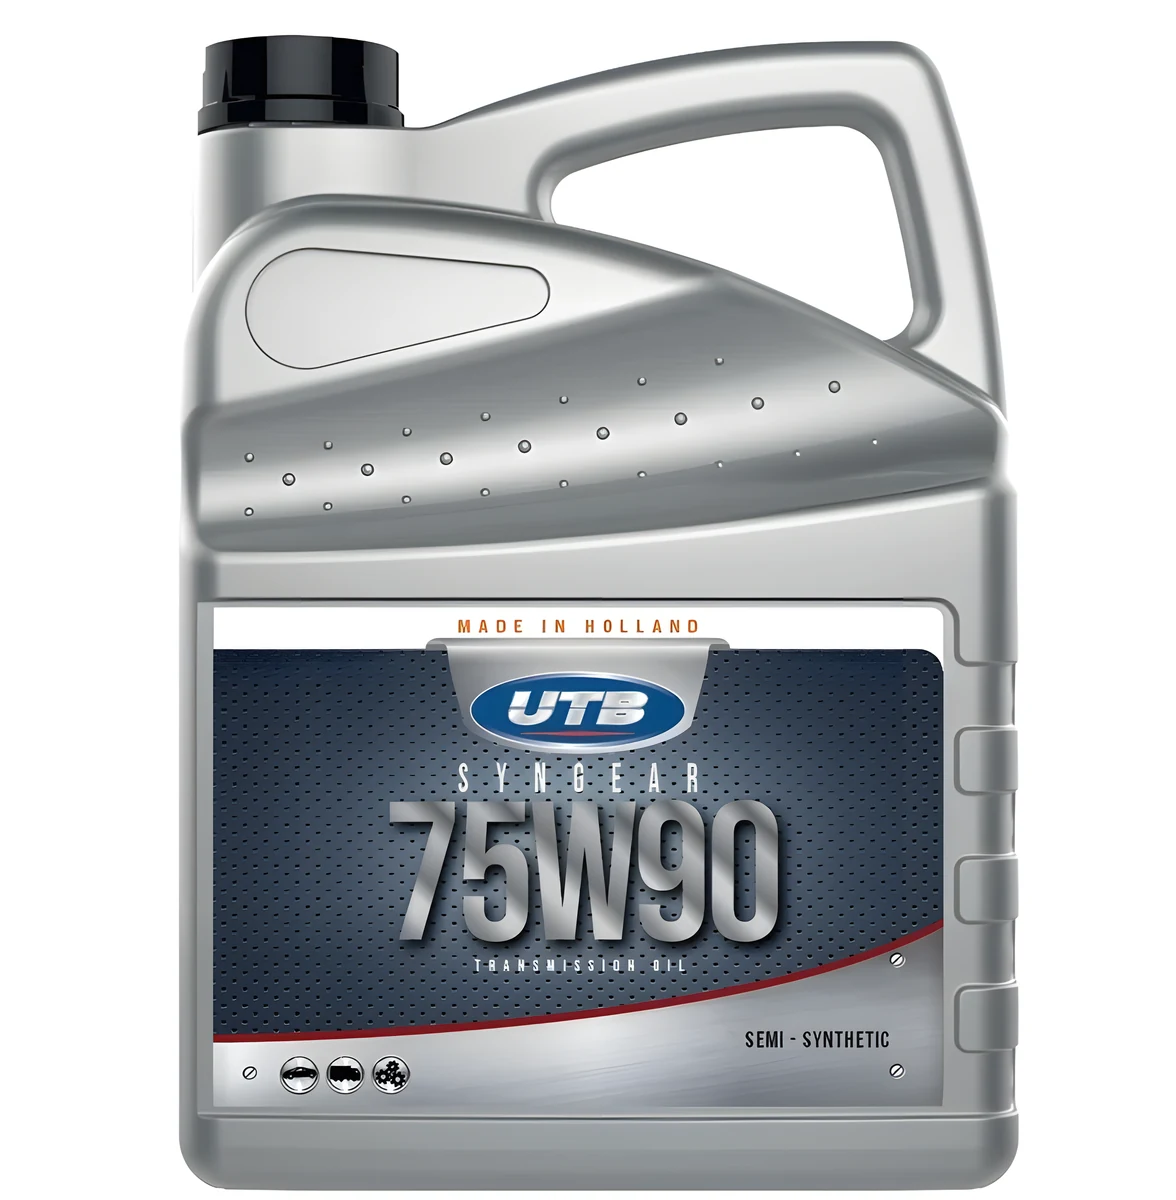 MADE IN HOLLAND
UTB
SYNGEAR
75W90
TRANSMISSION OIL
SEMI - SYNTHETIC